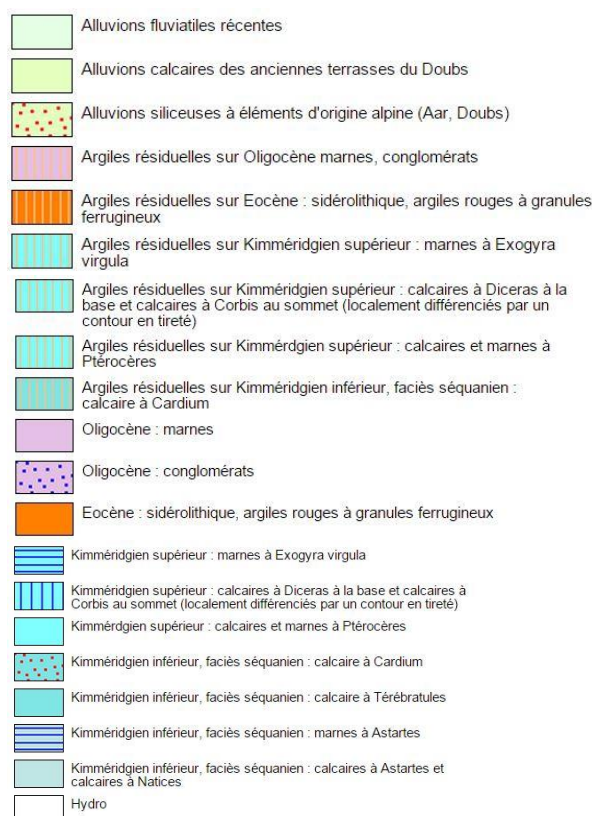 Alluvions fluviatiles récentes
Alluvions calcaires des anciennes terrasses du Doubs
Alluvions siliceuses à éléments d'origine alpine (Aar, Doubs)
Argiles résiduelles sur Oligocène marnes, conglomérats
Argiles résiduelles sur Eocène : sidérolithique, argiles rouges à granules
ferrugineux
Argiles résiduelles sur Kimméridgien supérieur : marnes à Exogyra
virgula
Argiles résiduelles sur Kimméridgien supérieur : calcaires à Diceras à la
base et calcaires à Corbis au sommet (localement différenciés par un
contour en tireté)
Argiles résiduelles sur Kimmérdgien supérieur : calcaires et marnes à
Ptérocères
Argiles résiduelles sur Kimméridgien inférieur, faciès séquanien :
calcaire à Cardium
Oligocène : marnes
Oligocène : conglomérats
Eocène : sidérolithique, argiles rouges à granules ferrugineux
Kimméridgien supérieur : marnes à Exogyra virgula
Kimméridgien supérieur : calcaires à Diceras à la base et calcaires à
Corbis au sommet (localement différenciés par un contour en tireté)
Kimmérdgien supérieur : calcaires et marnes à Ptérocères
Kimméridgien inférieur, faciès séquanien : calcaire à Cardium
Kimméridgien inférieur, faciès séquanien : calcaire à Térébratules
Kimméridgien inférieur, faciès séquanien : marnes à Astartes
Kimméridgien inférieur, faciès séquanien : calcaires à Astartes et
calcaires à Natices
Hydro